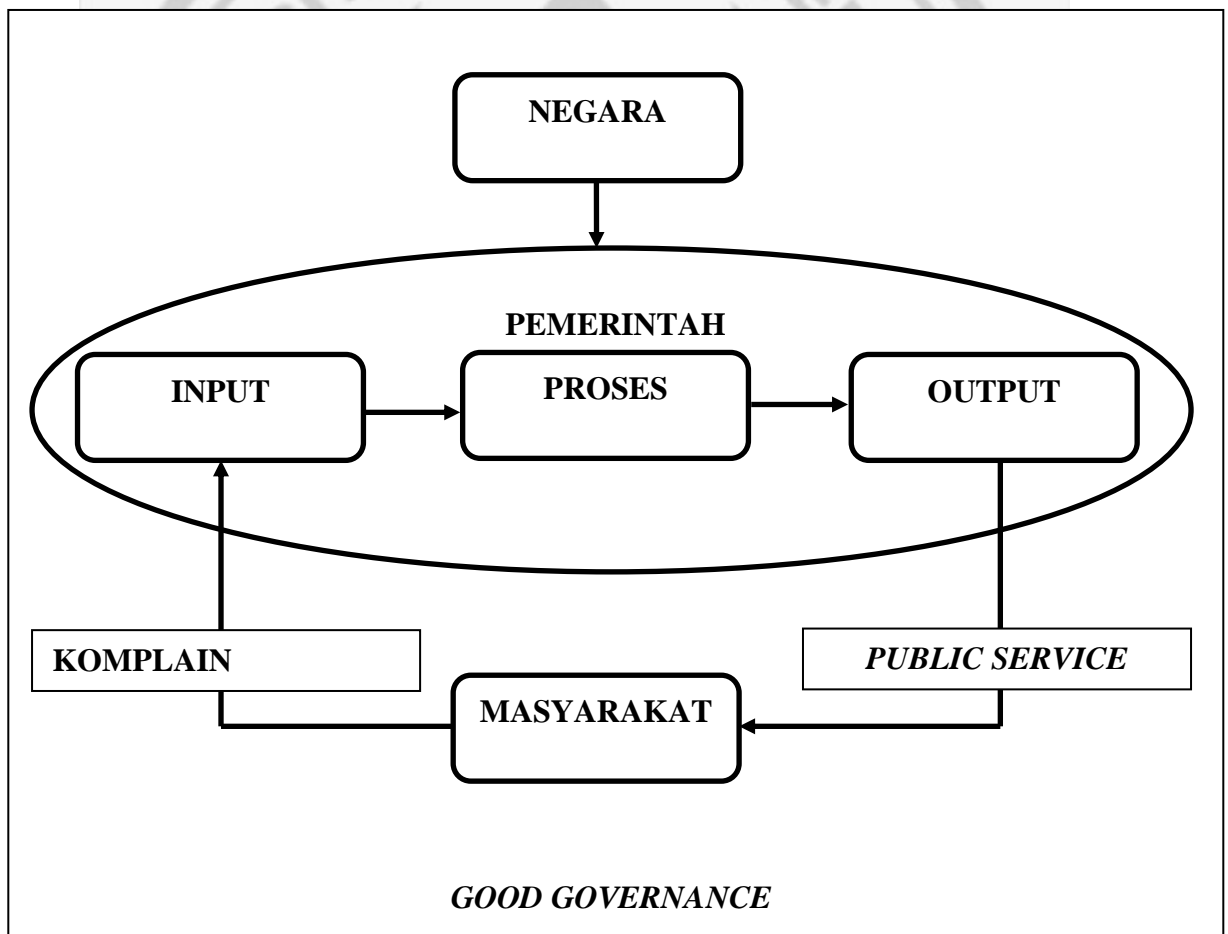 NEGARA
PEMERINTAH
INPUT
PROSES
OUTPUT
KOMPLAIN
PUBLIC SERVICE
MASYARAKAT
GOOD GOVERNANCE